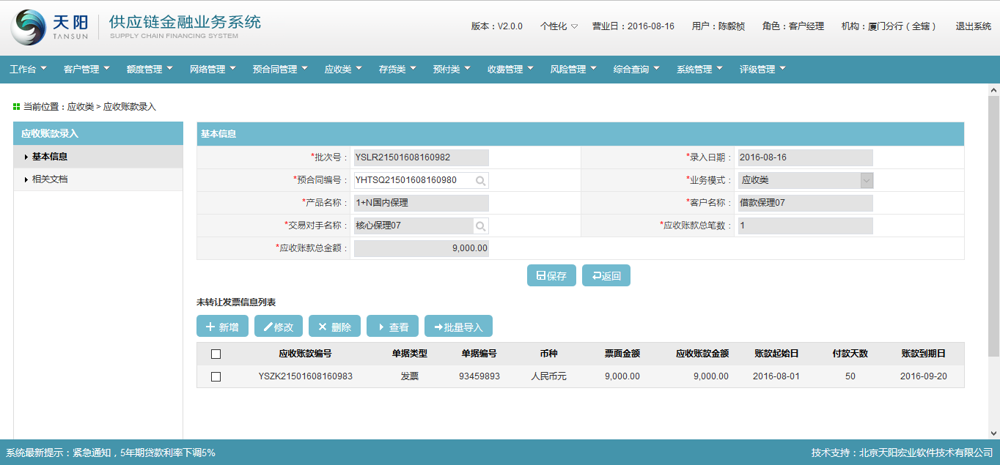 天阳 供应链金融业务系统
TANSUN SUPPLY CHAIN FINANCING SYSTEM
版本：V2.0.0 个性化 营业日：2016-08-16 用户：陈毅桢 角色：客户经理 机构：厦门分行（全辖） 退出系统
工作台 客户管理 额度管理 网络管理 预合同管理 应收类 存货类 预付类 收费管理 风险管理 综合查询 系统管理 评级管理
当前位置：应收类 > 应收账款录入
应收账款录入
基本信息
相关文档
基本信息
*批次号： YSLR21501608160982 *录入日期： 2016-08-16
*预合同编号： YHTSQ21501608160980 *业务模式： 应收类
*产品名称： 1+N国内保理 *客户名称： 借款保理07
*交易对手名称： 核心保理07 *应收账款总笔数： 1
*应收账款总金额： 9,000.00
保存 返回
未转让发票信息列表
新增 修改 删除 查看 批量导入
应收账款编号 单据类型 单据编号 币种 票面金额 应收账款金额 账款起始日 付款天数 账款到期日
YSZK21501608160983 发票 93459893 人民币元 9,000.00 9,000.00 2016-08-01 50 2016-09-20
系统最新提示：紧急通知，5年期贷款利率下调5% 技术支持：北京天阳宏业软件技术有限公司